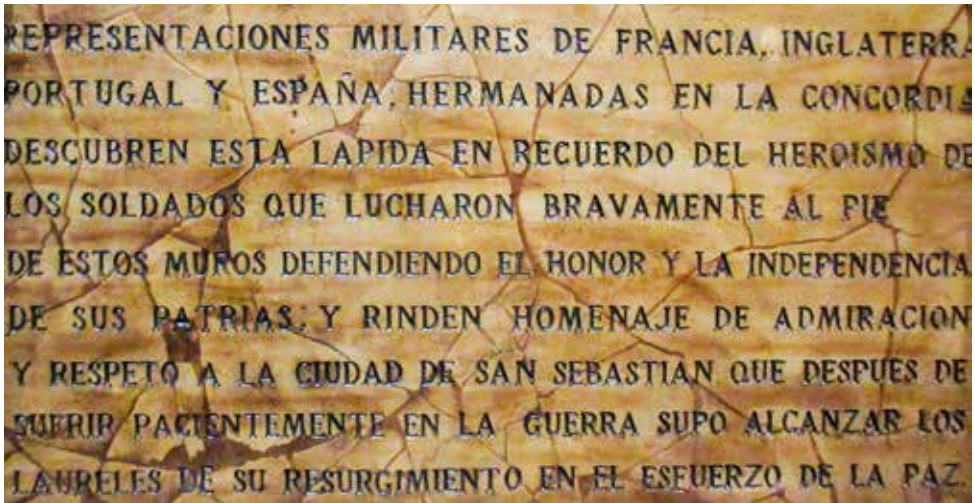 REPRESENTACIONES MILITARES DE FRANCIA, INGLATERRA
PORTUGAL Y ESPAÑA, HERMANADAS EN LA CONCORDIA
DESCUBREN ESTA LAPIDA EN RECUERDO DEL HEROISMO DE
LOS SOLDADOS QUE LUCHARON BRAVAMENTE AL PIE
DE ESTOS MUROS DEFENDIENDO EL HONOR Y LA INDEPENDENCIA
DE SUS PATRIAS; Y RINDEN HOMENAJE DE ADMIRACION
Y RESPETO A LA CIUDAD DE SAN SEBASTIAN QUE DESPUES DE
SUFRIR PACIENTEMENTE EN LA GUERRA SUPO ALCANZAR LOS
LAURELES DE SU RESURGIMIENTO EN EL ESFUERZO DE LA PAZ.